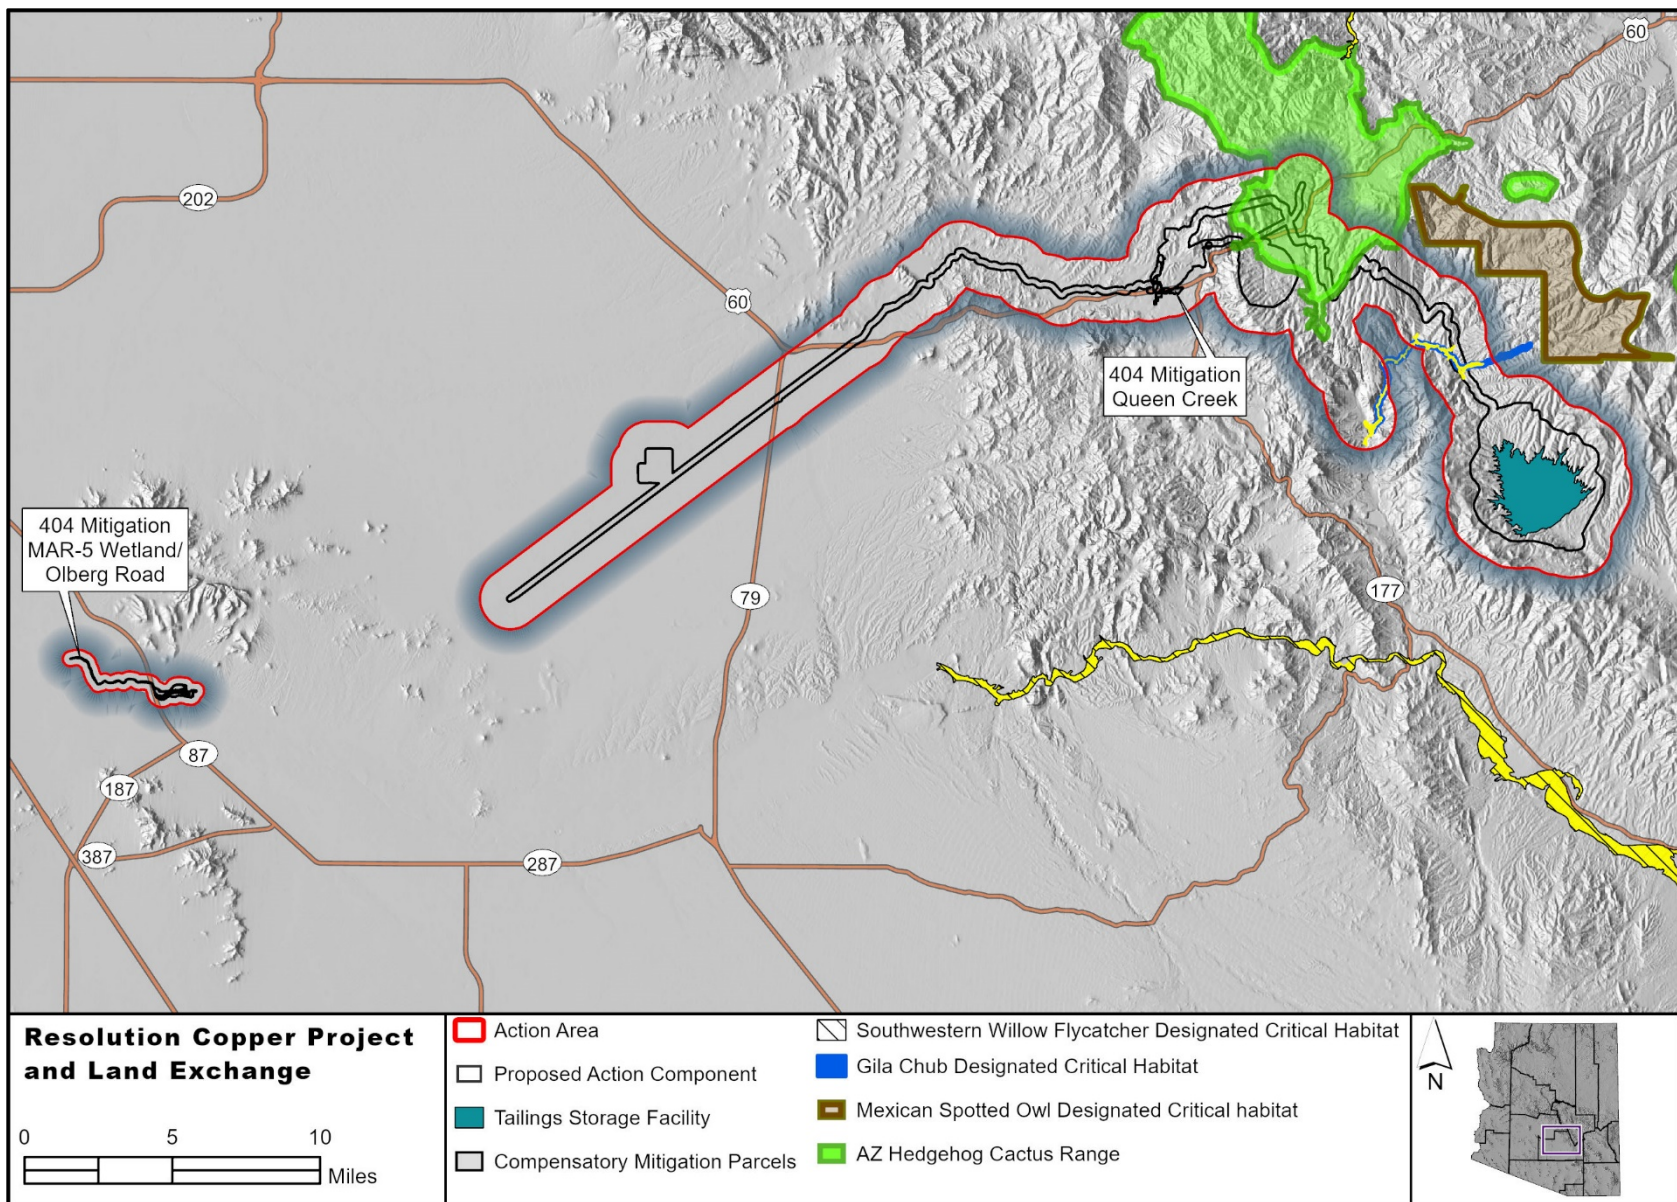 60
202
60
404 Mitigation
Queen Creek
404 Mitigation
MAR-5 Wetland/
Olberg Road
79
177
87
187
387
287
Resolution Copper Project
and Land Exchange
0 5 10
Miles
Action Area
Proposed Action Component
Tailings Storage Facility
Compensatory Mitigation Parcels
Southwestern Willow Flycatcher Designated Critical Habitat
Gila Chub Designated Critical Habitat
Mexican Spotted Owl Designated Critical habitat
AZ Hedgehog Cactus Range
N